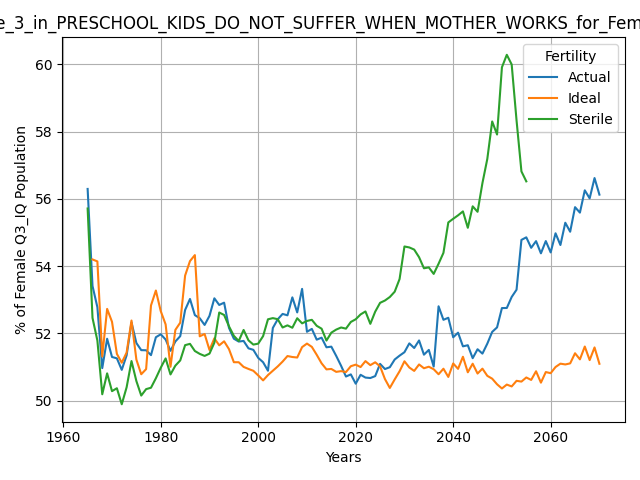 e_3_in_PRESCHOOL_KIDS_DO_NOT_SUFFER_WHEN_MOTHER_WORKS_for_Fem
60
58
56
54
52
50
% of Female Q3_IQ Population
Fertility
Actual
Ideal
Sterile
1960
1980
2000
2020
2040
2060
Years